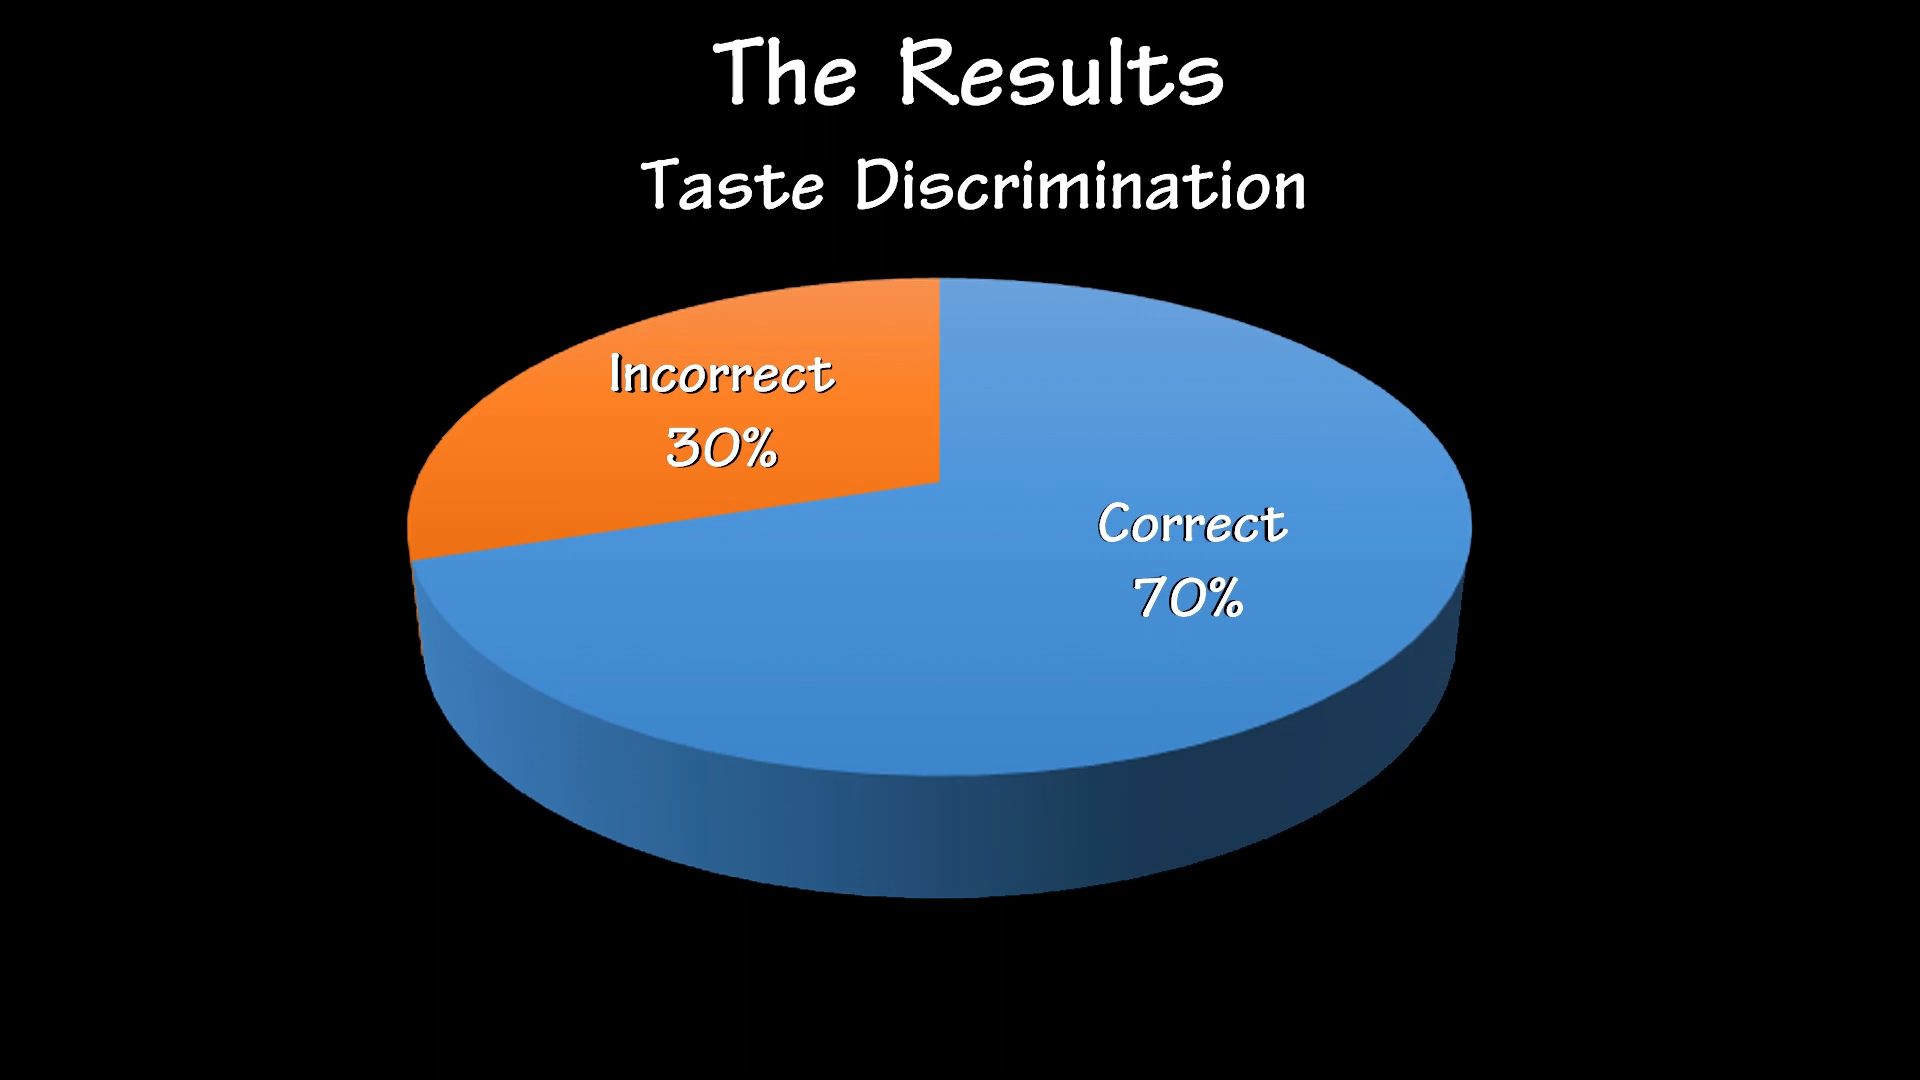 The Results
Taste Discrimination
Incorrect
30%
Correct
70%